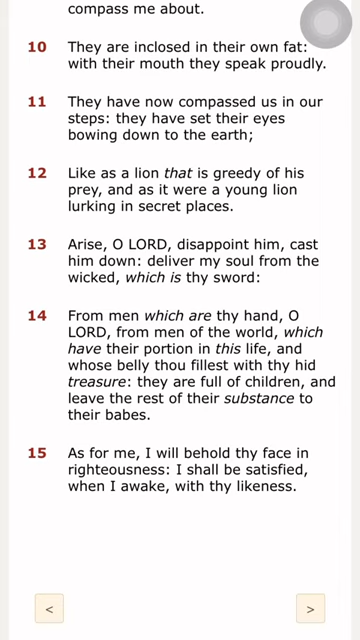 compass me about.
10 They are inclosed in their own fat:
with their mouth they speak proudly.
11 They have now compassed us in our
steps: they have set their eyes
bowing down to the earth;
12 Like as a lion that is greedy of his
prey, and as it were a young lion
lurking in secret places.
13 Arise, O LORD, disappoint him, cast
him down: deliver my soul from the
wicked, which is thy sword:
14 From men which are thy hand, O
LORD, from men of the world, which
have their portion in this life, and
whose belly thou fillest with thy hid
treasure: they are full of children, and
leave the rest of their substance to
their babes.
15 As for me, I will behold thy face in
righteousness: I shall be satisfied,
when I awake, with thy likeness.
< >